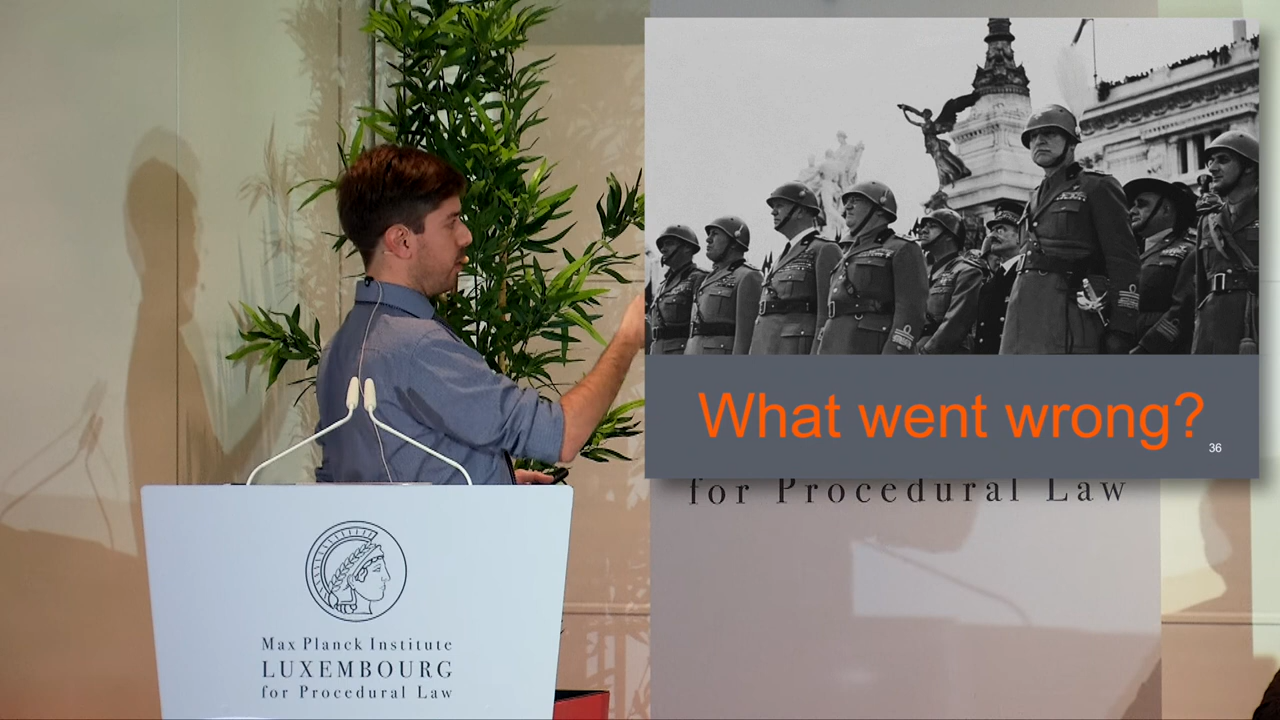 What went wrong?
36
for Procedural Law
Max Planck Institute
LUXEMBOURG
for Procedural Law